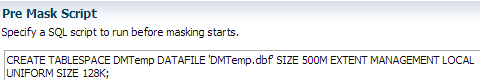 Pre Mask Script
Specify a SQL script to run before masking starts.
CREATE TABLESPACE DMTemp DATAFILE 'DMTemp.dbf' SIZE 500M EXTENT MANAGEMENT LOCAL
UNIFORM SIZE 128K;